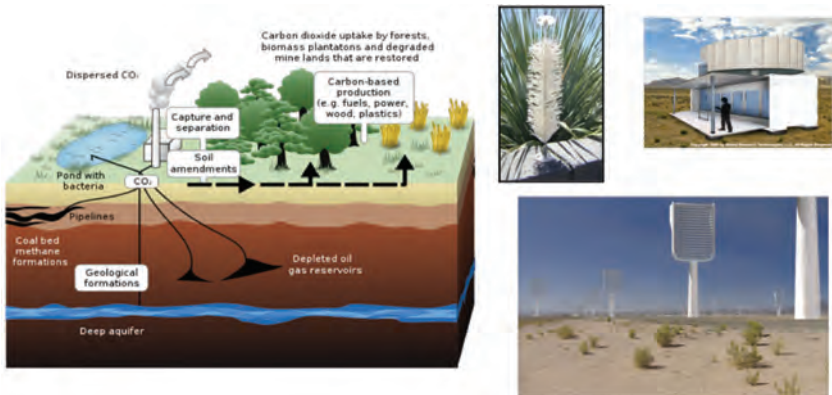 Carbon dioxide uptake by forests,
biomass plantatons and degraded
mine lands that are restored
Dispersed CO₂
Carbon-based
production
(e.g. fuels, power,
wood, plastics)
Capture and
separation
Soil
amendments
Pond with
bacteria
CO₂
Pipelines
Coal bed
methane
formations
Geological
formations
Depleted oil
gas reservoirs
Deep aquifer